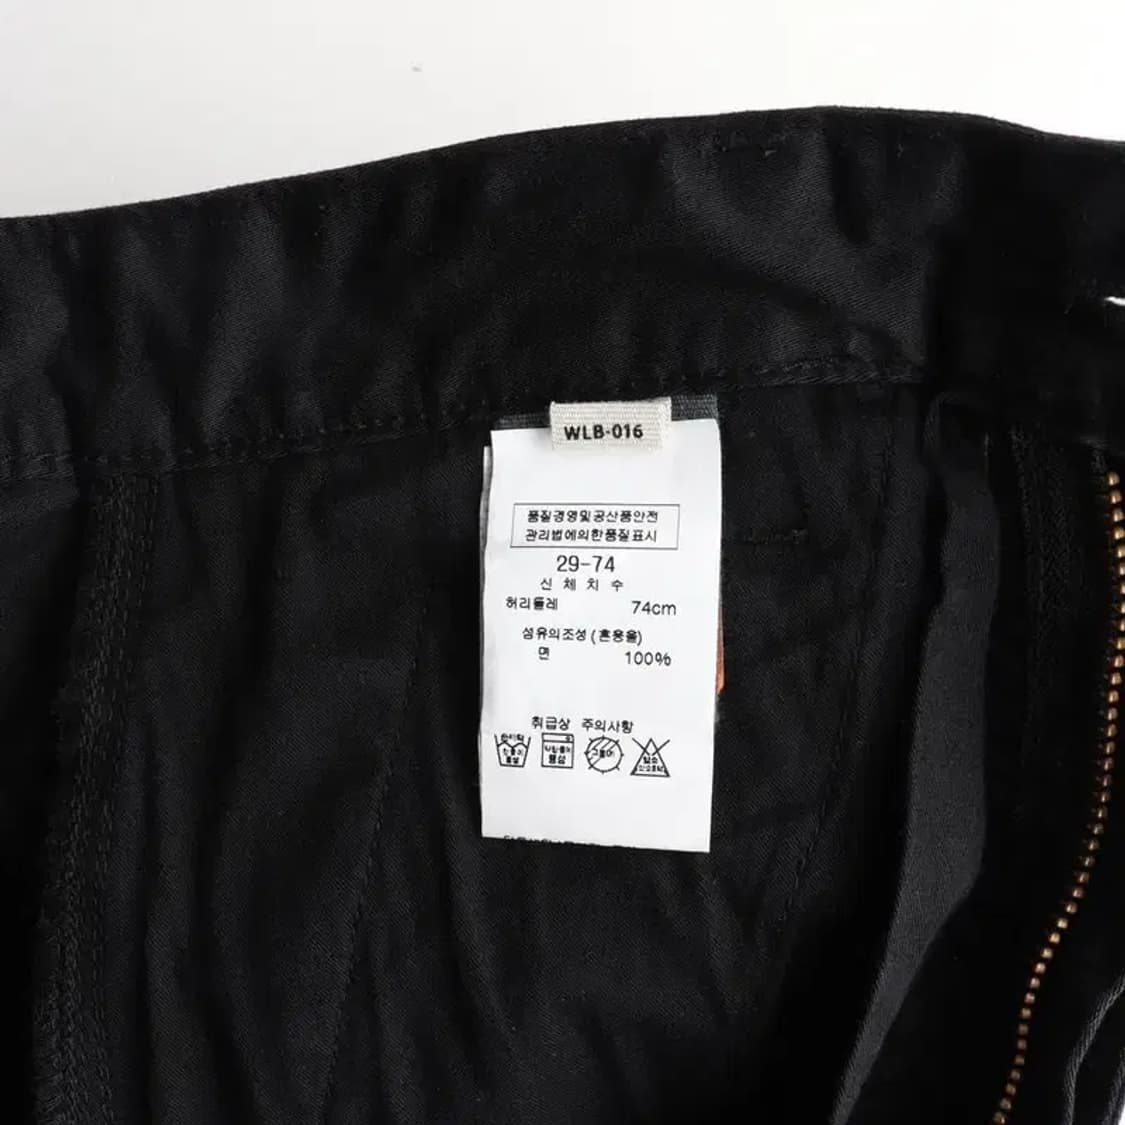 WLB-016
품질경영및공산품안전
관리법에의한품질표시
29-74
신체치수
허리둘레 74cm
섬유의조성(혼용율)
면 100%
취급상 주의사항